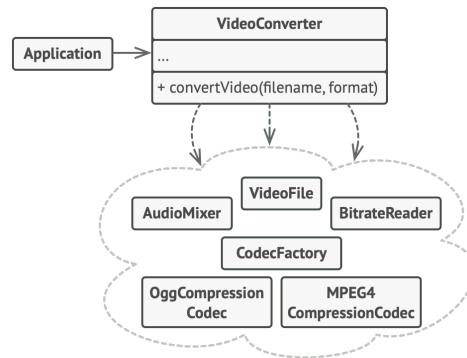 VideoConverter
Application
...
+ convertVideo(filename, format)
VideoFile
AudioMixer
BitrateReader
CodecFactory
OggCompression
Codec
MPEG4
CompressionCodec